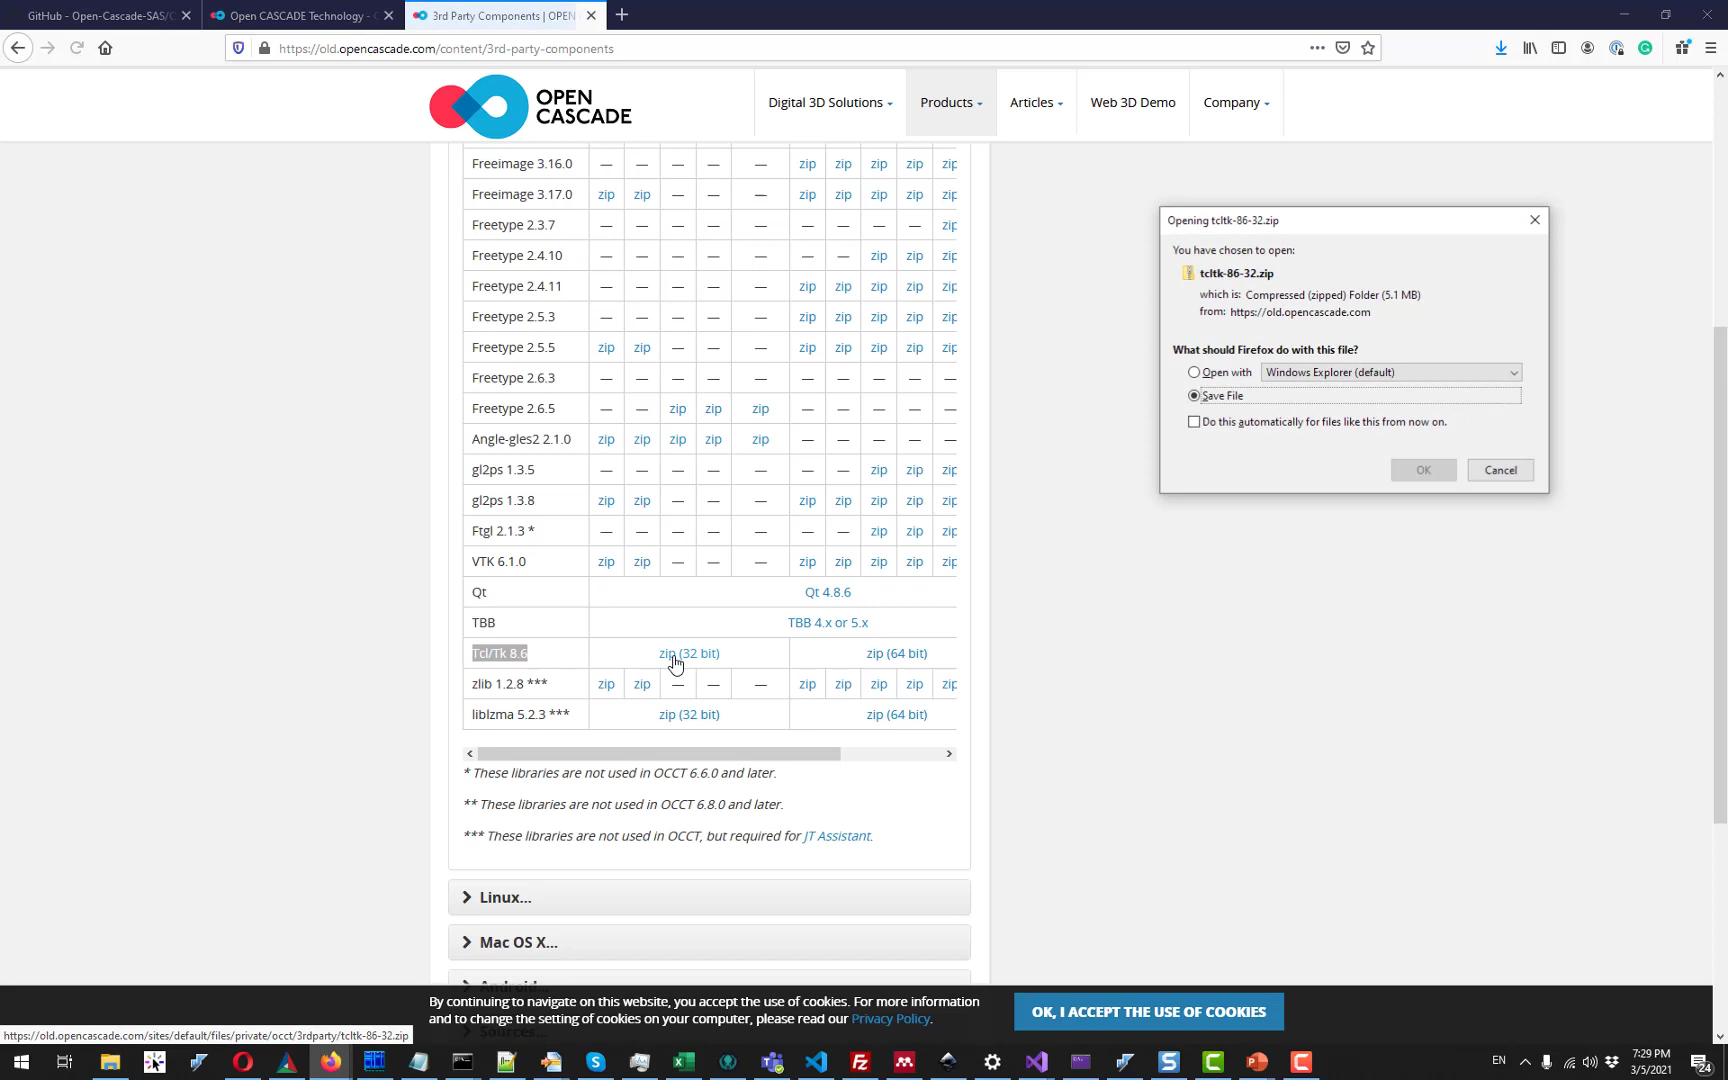 GitHub - Open-Cascade-SAS/C
Open CASCADE Technology - C
3rd Party Components | OPEN
https://old.opencascade.com/content/3rd-party-components
OPEN
CASCADE
Digital 3D Solutions
Products
Articles
Web 3D Demo
Company
Freeimage 3.16.0 — — — — — zip zip zip zip zip
Freeimage 3.17.0 zip zip — — — zip zip zip zip zip
Freetype 2.3.7 — — — — — — — — — zip
Freetype 2.4.10 — — — — — — — zip zip zip
Freetype 2.4.11 — — — — — zip zip zip zip zip
Freetype 2.5.3 — — — — — zip zip zip zip zip
Freetype 2.5.5 zip zip — — — zip zip zip zip zip
Freetype 2.6.3 — — — — — — — — — —
Freetype 2.6.5 — — zip zip zip — — — — —
Angle-gles2 2.1.0 zip zip zip zip zip — — — — —
gl2ps 1.3.5 — — — — — — — zip zip zip
gl2ps 1.3.8 zip zip — — — zip zip zip zip zip
Ftgl 2.1.3 * — — — — — — — zip zip zip
VTK 6.1.0 zip zip — — — zip zip zip zip zip
Qt Qt 4.8.6
TBB TBB 4.x or 5.x
Tcl/Tk 8.6 zip (32 bit) zip (64 bit)
zlib 1.2.8 *** zip zip — — — zip zip zip zip zip
liblzma 5.2.3 *** zip (32 bit) zip (64 bit)
* These libraries are not used in OCCT 6.6.0 and later.
** These libraries are not used in OCCT 6.8.0 and later.
*** These libraries are not used in OCCT, but required for JT Assistant.
Linux...
Mac OS X...
Android...
Sources...
Opening tcltk-86-32.zip
You have chosen to open:
tcltk-86-32.zip
which is: Compressed (zipped) Folder (5.1 MB)
from: https://old.opencascade.com
What should Firefox do with this file?
Open with Windows Explorer (default)
Save File
Do this automatically for files like this from now on.
OK Cancel
By continuing to navigate on this website, you accept the use of cookies. For more information
and to change the setting of cookies on your computer, please read our Privacy Policy.
OK, I ACCEPT THE USE OF COOKIES
https://old.opencascade.com/sites/default/files/private/occt/3rdparty/tcltk-86-32.zip
EN
7:29 PM
3/5/2021
24